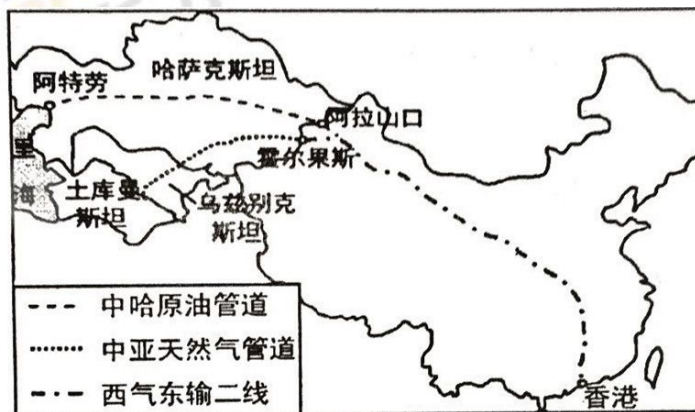 哈萨克斯坦
阿特劳
阿拉山口
里
海
霍尔果斯
土库曼
斯坦
乌兹别克
斯坦
中哈原油管道
中亚天然气管道
西气东输二线
香港